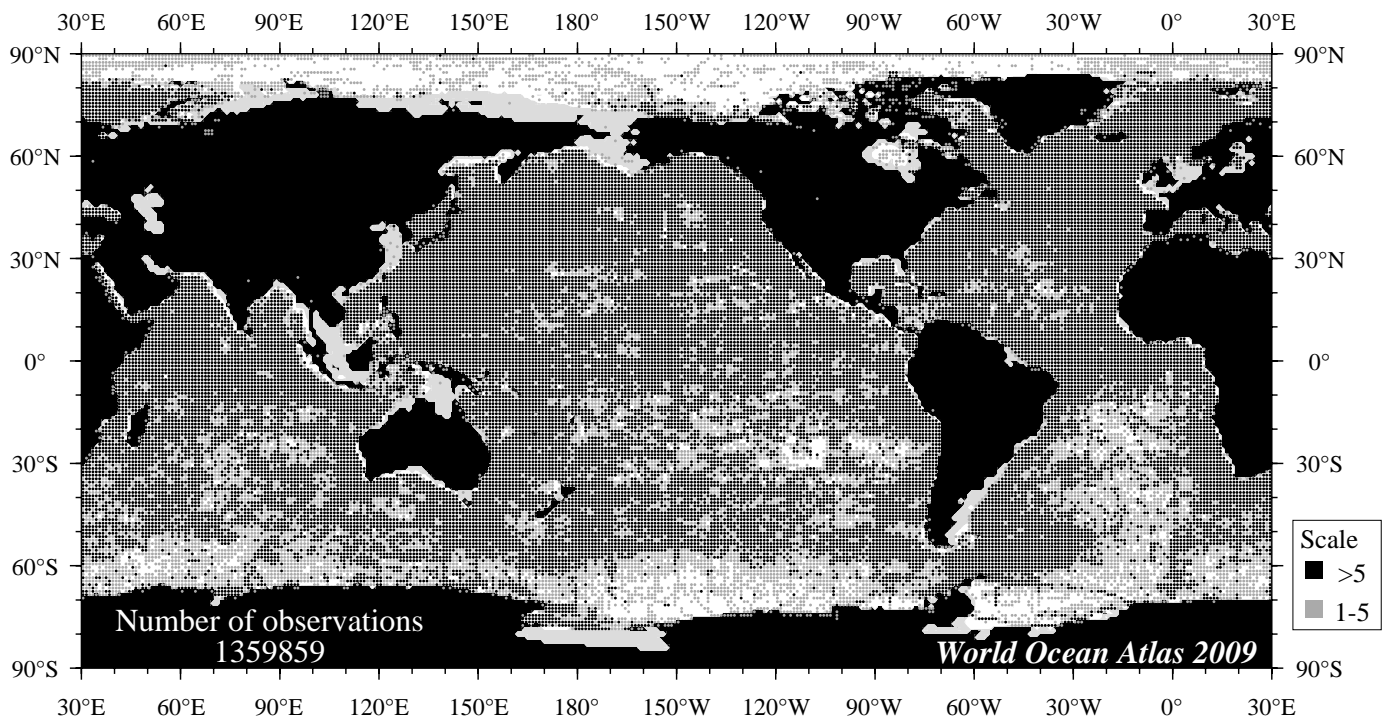 30°E 60°E 90°E 120°E 150°E 180° 150°W 120°W 90°W 60°W 30°W 0° 30°E
90°N 90°N
60°N 60°N
30°N 30°N
0° 0°
30°S 30°S
Scale
>5
60°S 60°S
1-5
Number of observations
1359859
World Ocean Atlas 2009
90°S 90°S
30°E 60°E 90°E 120°E 150°E 180° 150°W 120°W 90°W 60°W 30°W 0° 30°E